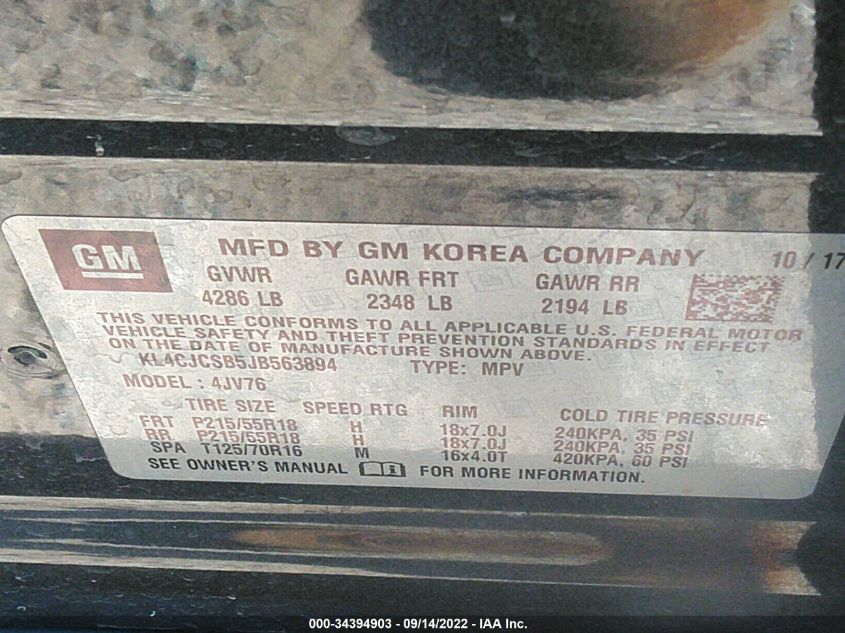 GM
MFD BY GM KOREA COMPANY 10 / 17
GVWR GAWR FRT GAWR RR
4286 LB 2348 LB 2194 LB
THIS VEHICLE CONFORMS TO ALL APPLICABLE U.S. FEDERAL MOTOR
VEHICLE SAFETY AND THEFT PREVENTION STANDARDS IN EFFECT
ON THE DATE OF MANUFACTURE SHOWN ABOVE.
KL4CJCSB5JB563894 TYPE: MPV
MODEL : 4JV76
TIRE SIZE SPEED RTG RIM COLD TIRE PRESSURE
FRT P215/55R18 H 18x7.0J 240KPA, 35 PSI
RR P215/55R18 H 18x7.0J 240KPA, 35 PSI
SPA T125/70R16 M 16x4.0T 420KPA, 60 PSI
SEE OWNER'S MANUAL FOR MORE INFORMATION.
000-34394903 - 09/14/2022 - IAA Inc.